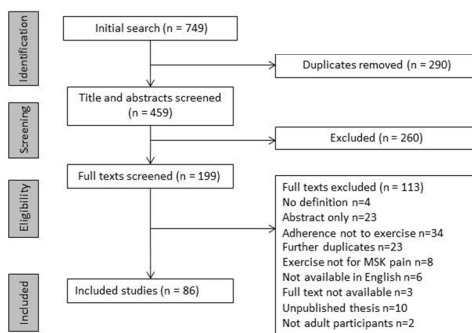 Identification
Initial search (n = 749)
Duplicates removed (n = 290)
Screening
Title and abstracts screened
(n = 459)
Excluded (n = 260)
Eligibility
Full texts screened (n = 199)
Full texts excluded (n = 113)
No definition n=4
Abstract only n=23
Adherence not to exercise n=34
Further duplicates n=23
Exercise not for MSK pain n=8
Not available in English n=6
Full text not available n=3
Unpublished thesis n=10
Not adult participants n=2
Included
Included studies (n = 86)